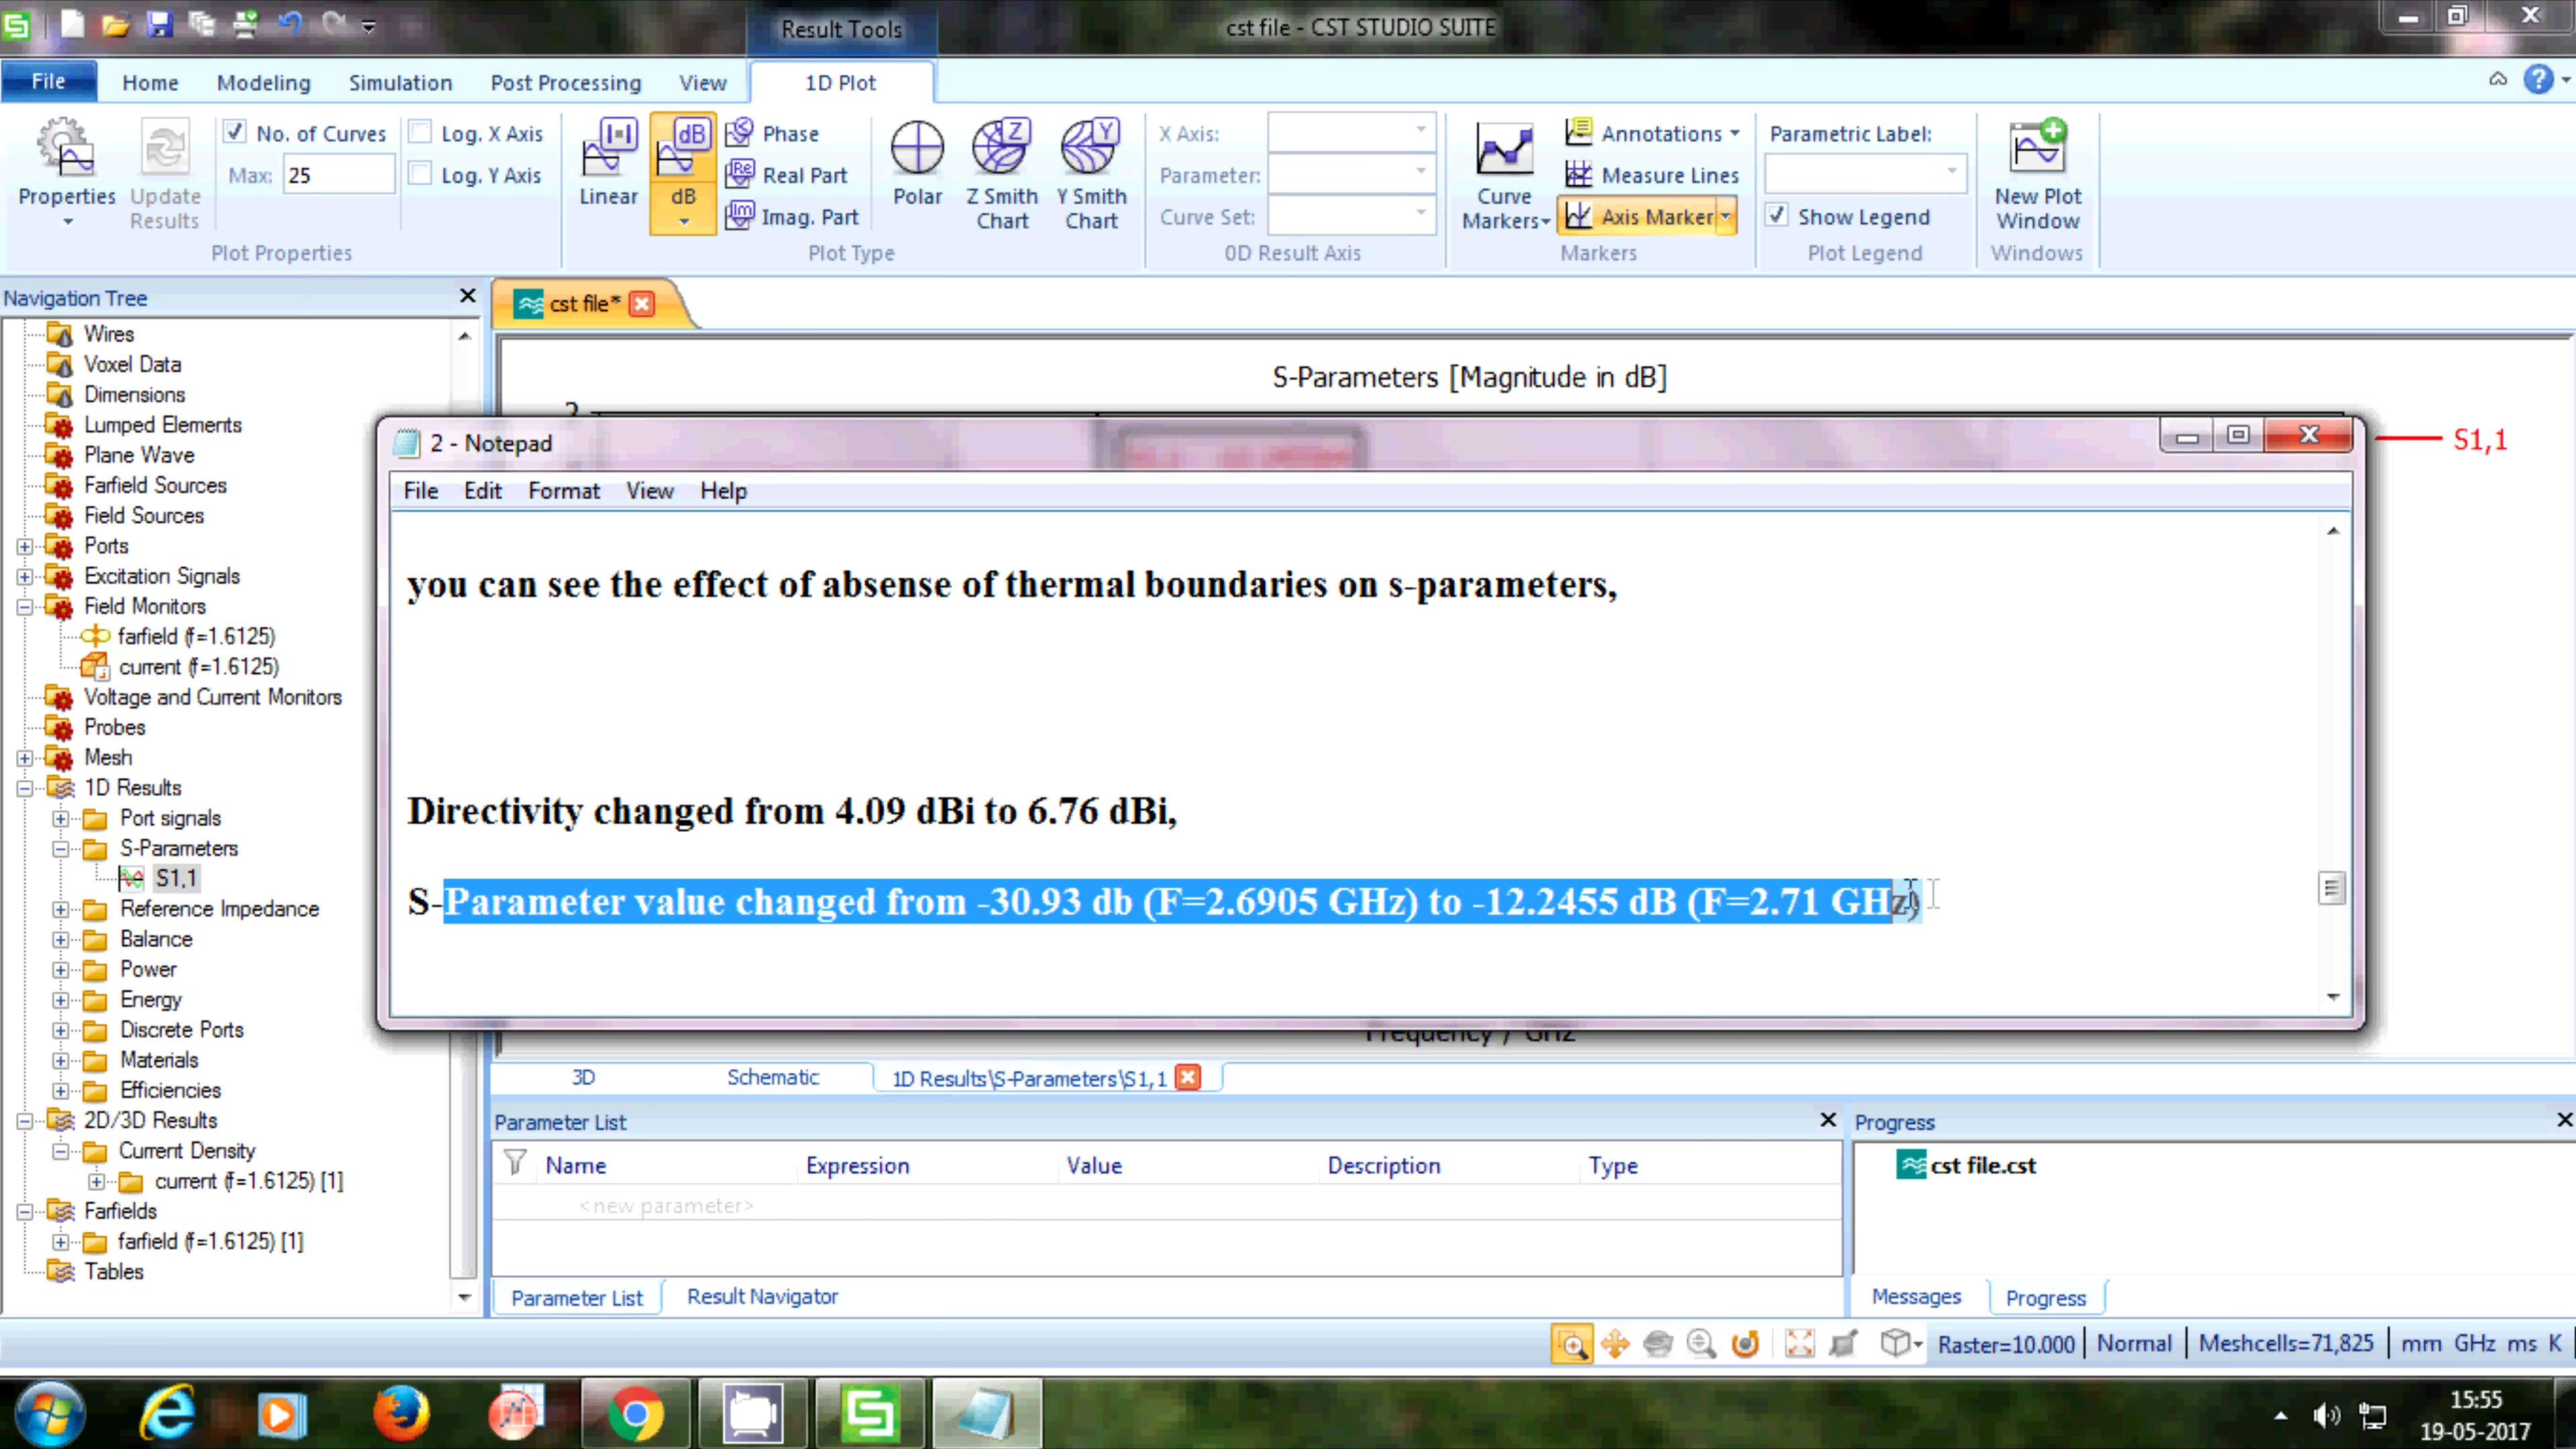 Result Tools
cst file - CST STUDIO SUITE
File Home Modeling Simulation Post Processing View 1D Plot
Properties
Update Results
No. of Curves
Max: 25
Log. X Axis
Log. Y Axis
Plot Properties
Linear
dB
Phase
Real Part
Imag. Part
Polar
Z Smith Chart
Y Smith Chart
Plot Type
X Axis:
Parameter:
Curve Set:
0D Result Axis
Curve Markers
Annotations
Measure Lines
Axis Marker
Markers
Parametric Label:
Show Legend
Plot Legend
New Plot Window
Windows
Navigation Tree
Wires
Voxel Data
Dimensions
Lumped Elements
Plane Wave
Farfield Sources
Field Sources
Ports
Excitation Signals
Field Monitors
farfield (f=1.6125)
current (f=1.6125)
Voltage and Current Monitors
Probes
Mesh
1D Results
Port signals
S-Parameters
S1,1
Reference Impedance
Balance
Power
Energy
Discrete Ports
Materials
Efficiencies
2D/3D Results
Current Density
current (f=1.6125) [1]
Farfields
farfield (f=1.6125) [1]
Tables
cst file*
S-Parameters [Magnitude in dB]
S1,1
2 - Notepad
File Edit Format View Help
you can see the effect of absense of thermal boundaries on s-parameters,
Directivity changed from 4.09 dBi to 6.76 dBi,
S-Parameter value changed from -30.93 db (F=2.6905 GHz) to -12.2455 dB (F=2.71 GHz)
Frequency / GHz
3D Schematic 1D Results\S-Parameters\S1,1
Parameter List
Name Expression Value Description Type
<new parameter>
Parameter List Result Navigator
Progress
cst file.cst
Messages Progress
Raster=10.000 Normal Meshcells=71,825 mm GHz ms K
15:55
19-05-2017